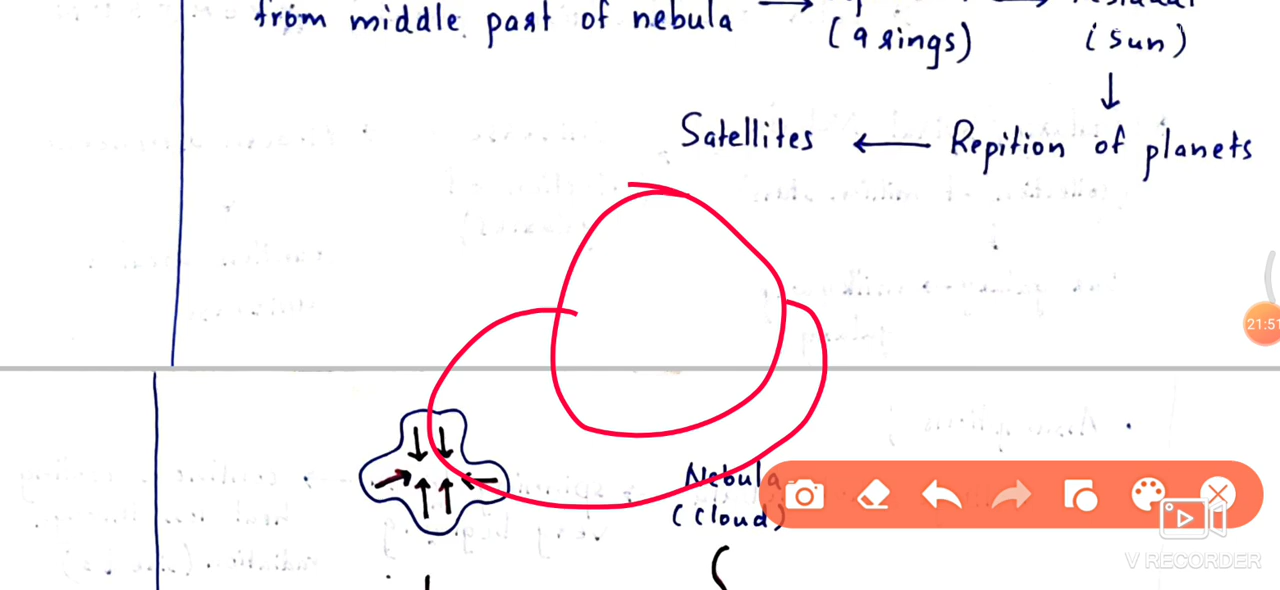 from middle part of nebula → (9 rings) → (sun)
↓
Satellites ← Repition of planets
Nebula
(cloud)
21:51
V RECORDER